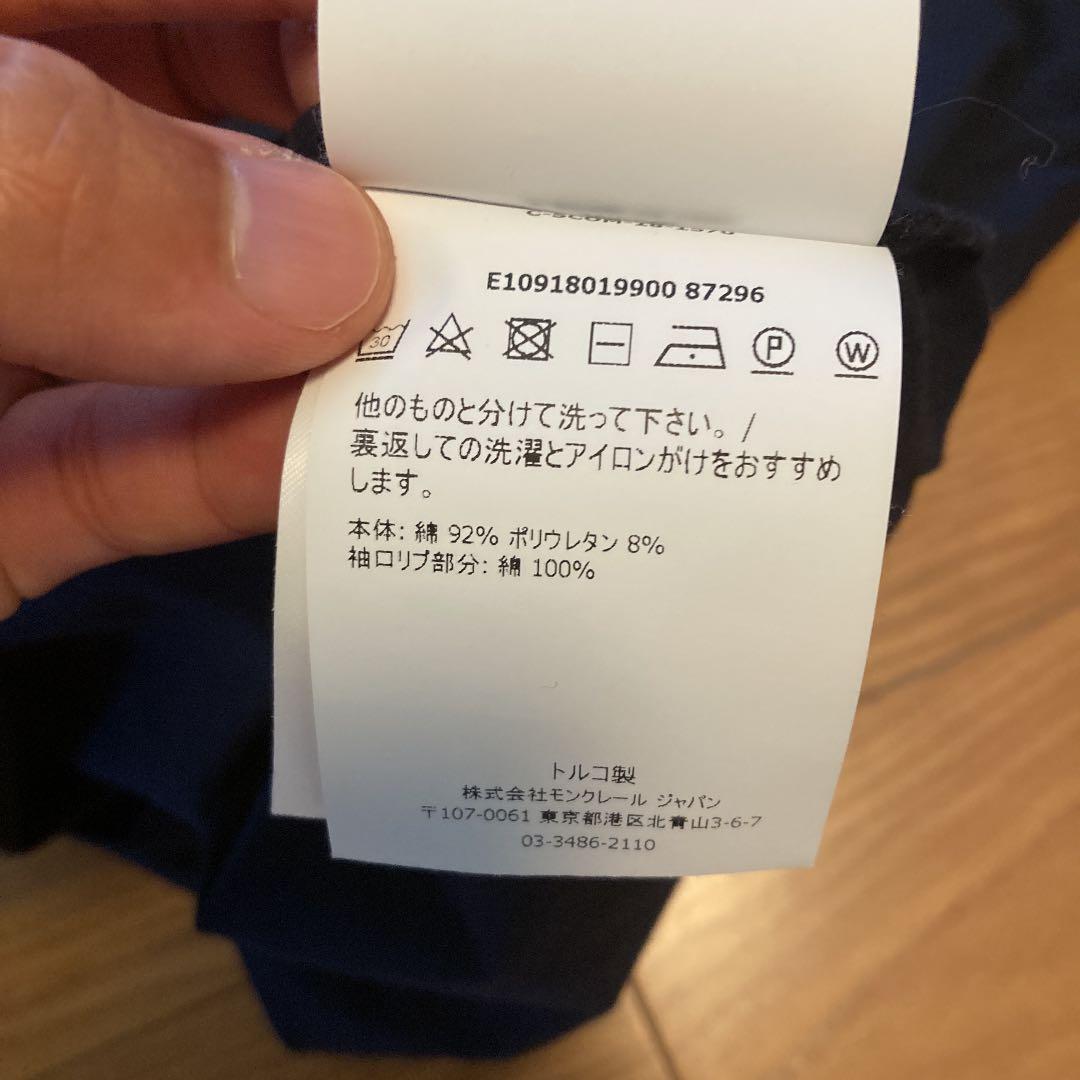 E10918019900 87296
30
P
W
他のものと分けて洗って下さい。/
裏返しての洗濯とアイロンがけをおすすめ
します。
本体: 綿 92% ポリウレタン 8%
袖口リブ部分: 綿 100%
トルコ製
株式会社モンクレール ジャパン
〒107-0061 東京都港区北青山3-6-7
03-3486-2110